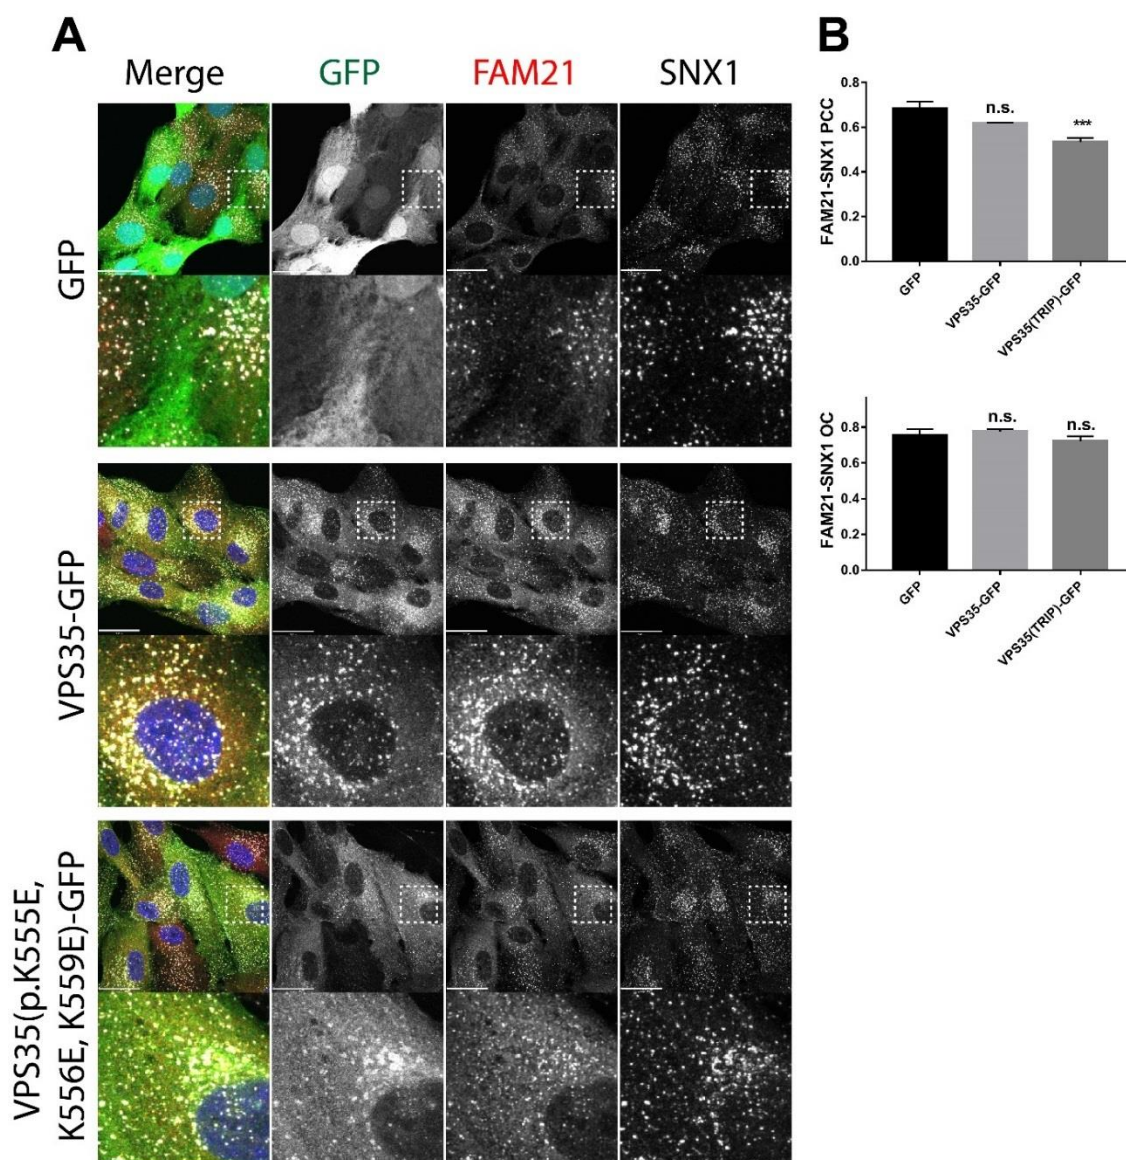 A
Merge
GFP
FAM21
SNX1
GFP
VPS35-GFP
VPS35(p.K555E,
K556E, K559E)-GFP
B
FAM21-SNX1 PCC
0.8
0.6
0.4
0.2
0.0
n.s.
***
GFP
VPS35-GFP
VPS35(TRIP)-GFP
FAM21-SNX1 OC
0.8
0.6
0.4
0.2
0.0
n.s.
n.s.
GFP
VPS35-GFP
VPS35(TRIP)-GFP